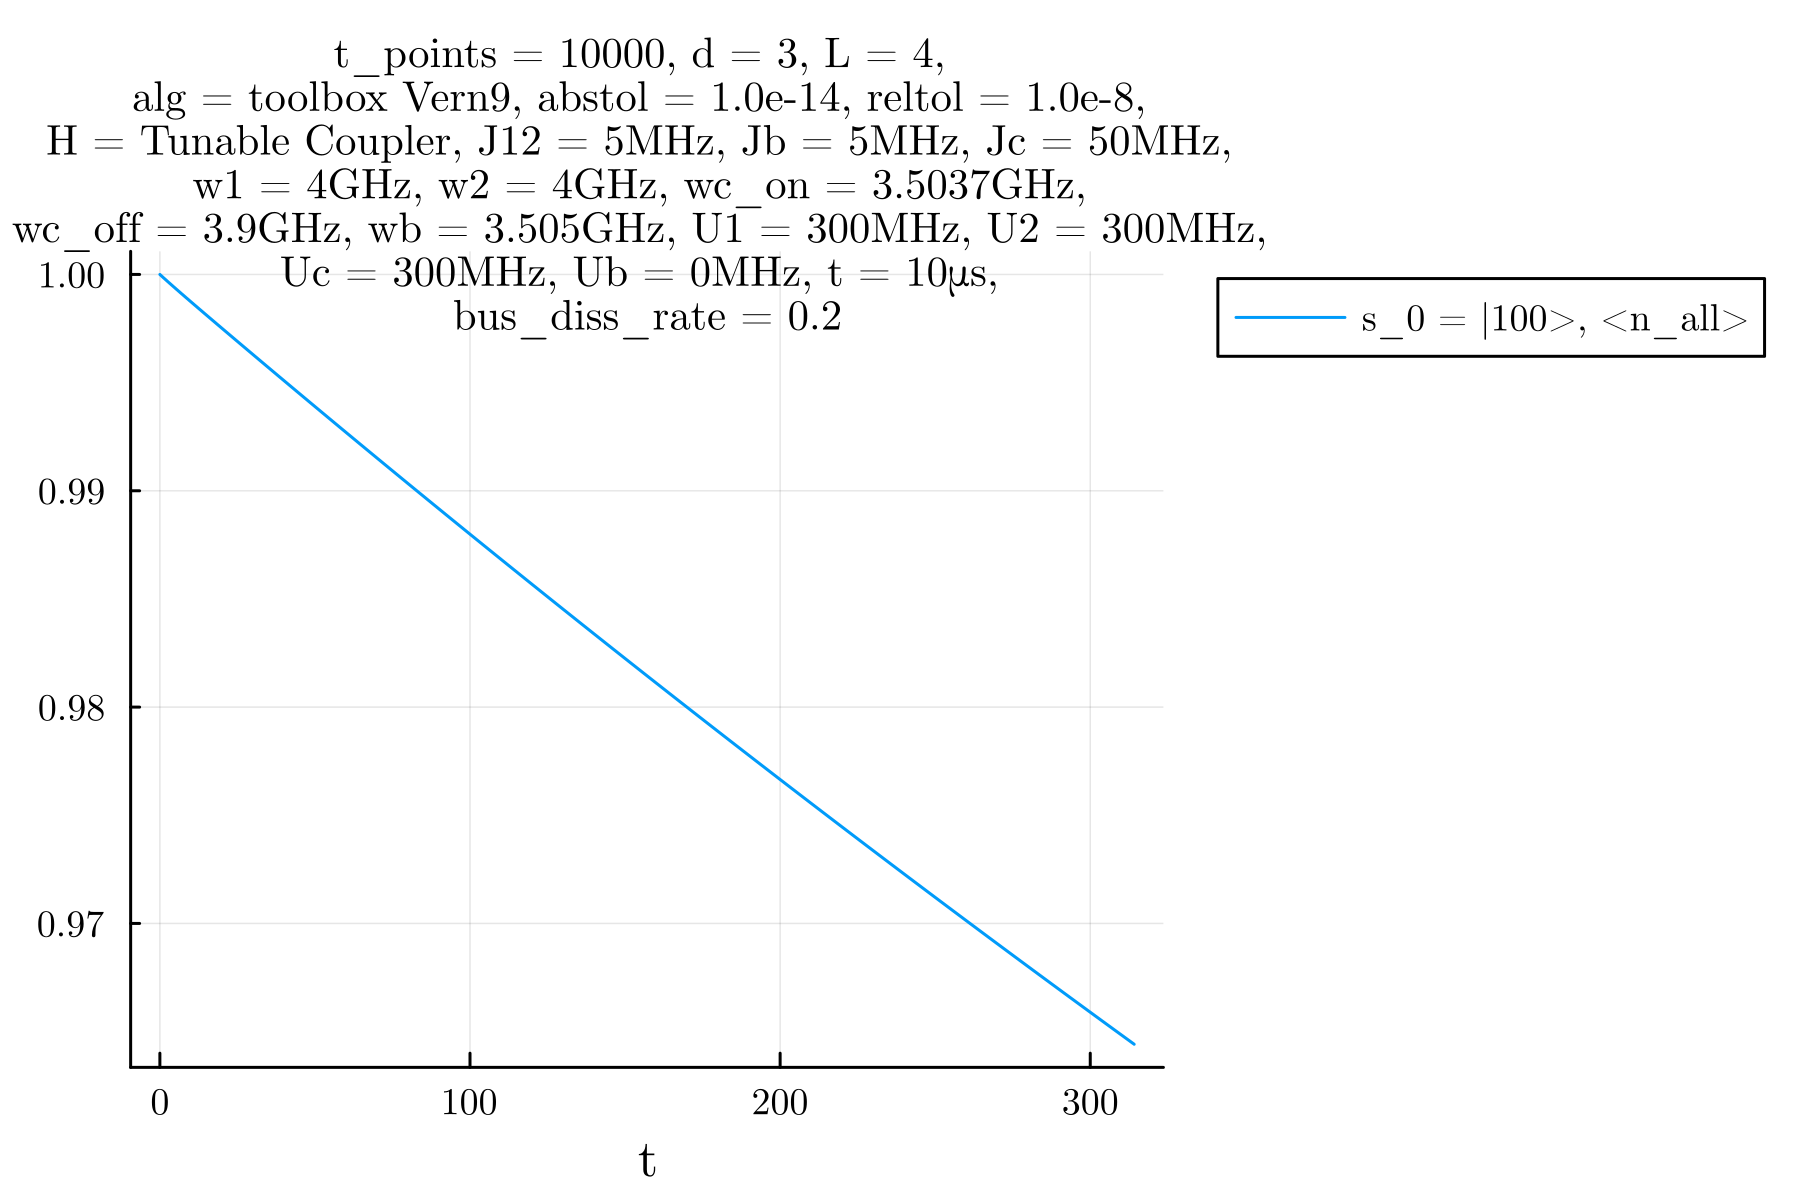 t_points = 10000, d = 3, L = 4,
alg = toolbox Vern9, abstol = 1.0e-14, reltol = 1.0e-8,
H = Tunable Coupler, J12 = 5MHz, Jb = 5MHz, Jc = 50MHz,
w1 = 4GHz, w2 = 4GHz, wc_on = 3.5037GHz,
wc_off = 3.9GHz, wb = 3.505GHz, U1 = 300MHz, U2 = 300MHz,
Uc = 300MHz, Ub = 0MHz, t = 10μs,
bus_diss_rate = 0.2
s_0 = |100>, <n_all>
1.00
0.99
0.98
0.97
0 100 200 300
t